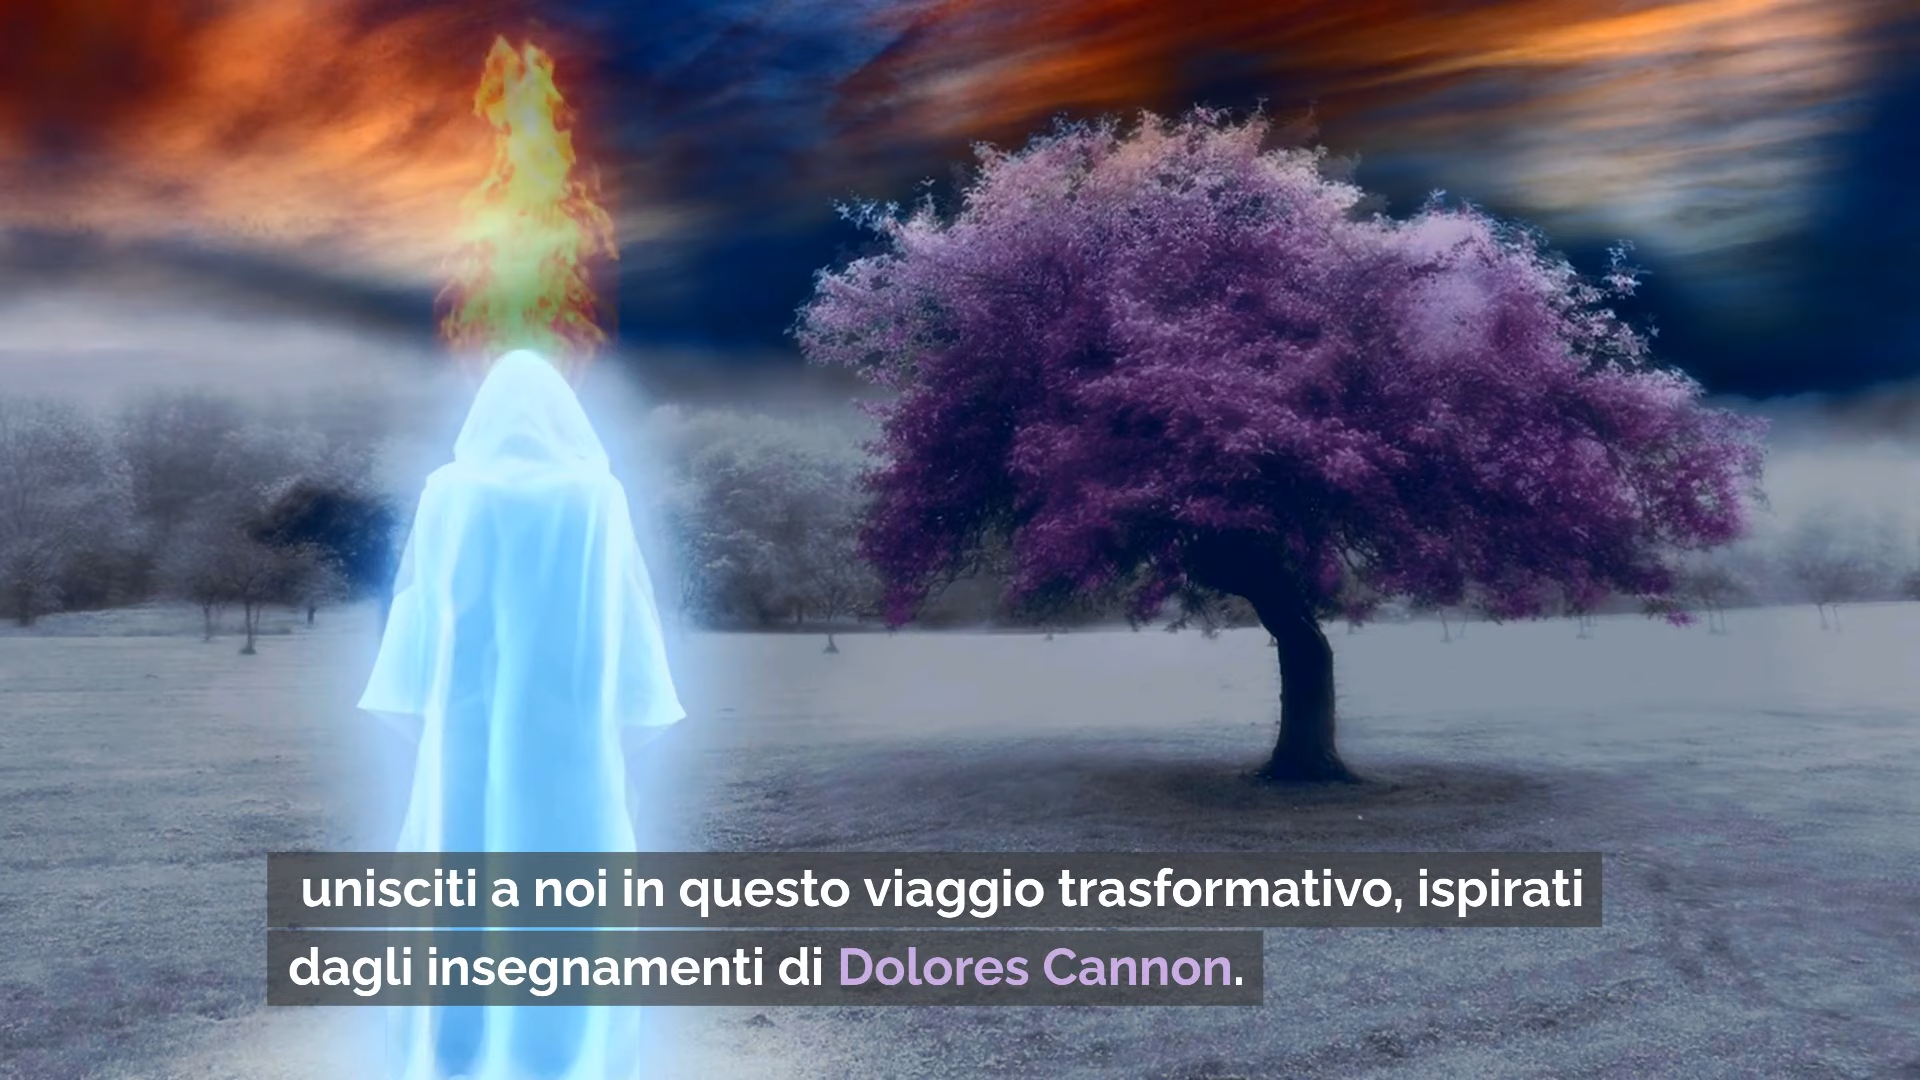 unisciti a noi in questo viaggio trasformativo, ispirati
dagli insegnamenti di Dolores Cannon.